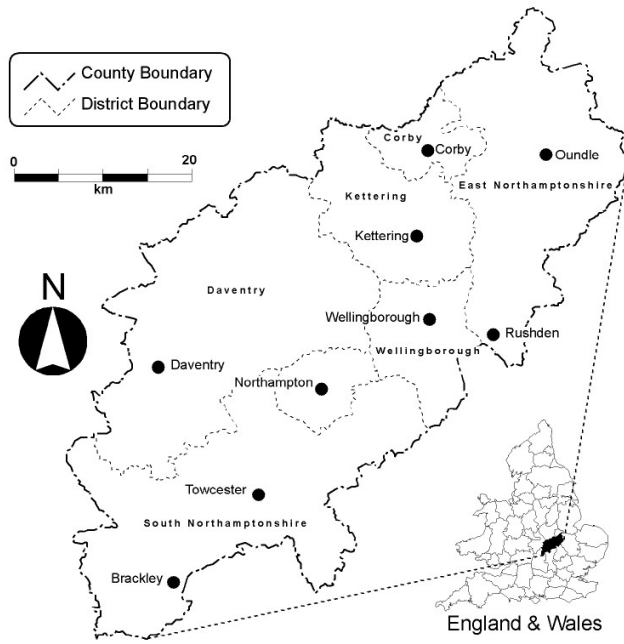 County Boundary
District Boundary
0 20
km
Corby
Corby
Oundle
East Northamptonshire
Kettering
Kettering
N
Daventry
Wellingborough
Rushden
Wellingborough
Daventry
Northampton
Towcester
South Northamptonshire
Brackley
England & Wales